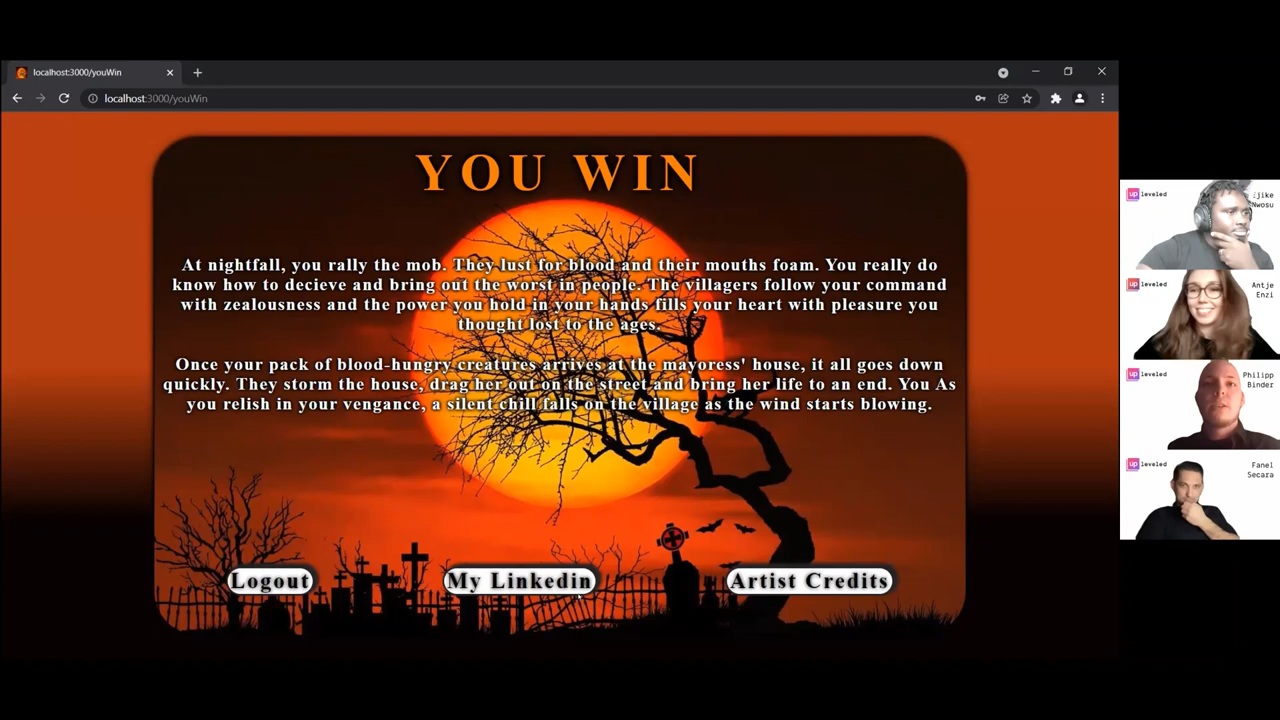 localhost:3000/youWin
localhost:3000/youWin
YOU WIN
At nightfall, you rally the mob. They lust for blood and their mouths foam. You really do
know how to decieve and bring out the worst in people. The villagers follow your command
with zealousness and the power you hold in your hands fills your heart with pleasure you
thought lost to the ages.
Once your pack of blood-hungry creatures arrives at the mayoress' house, it all goes down
quickly. They storm the house, drag her out on the street and bring her life to an end. You As
you relish in your vengance, a silent chill falls on the village as the wind starts blowing.
Logout
My Linkedin
Artist Credits
up leveled
Nwosu
up leveled
Antje
Enzi
up leveled
Philipp
Binder
up leveled
Fanel
Secara